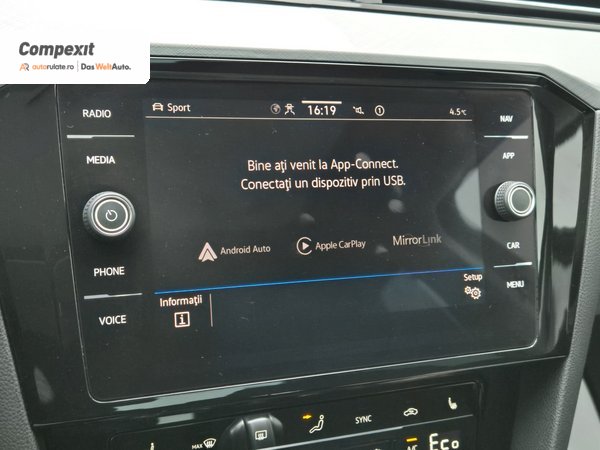 Compexit
autorulate.ro | Das WeltAuto.
RADIO
MEDIA
PHONE
VOICE
Sport
16:19
4.5°C
Bine ați venit la App-Connect.
Conectați un dispozitiv prin USB.
Android Auto
Apple CarPlay
MirrorLink
Informații
Setup
NAV
APP
CAR
MENU
MAX
SYNC
Eco